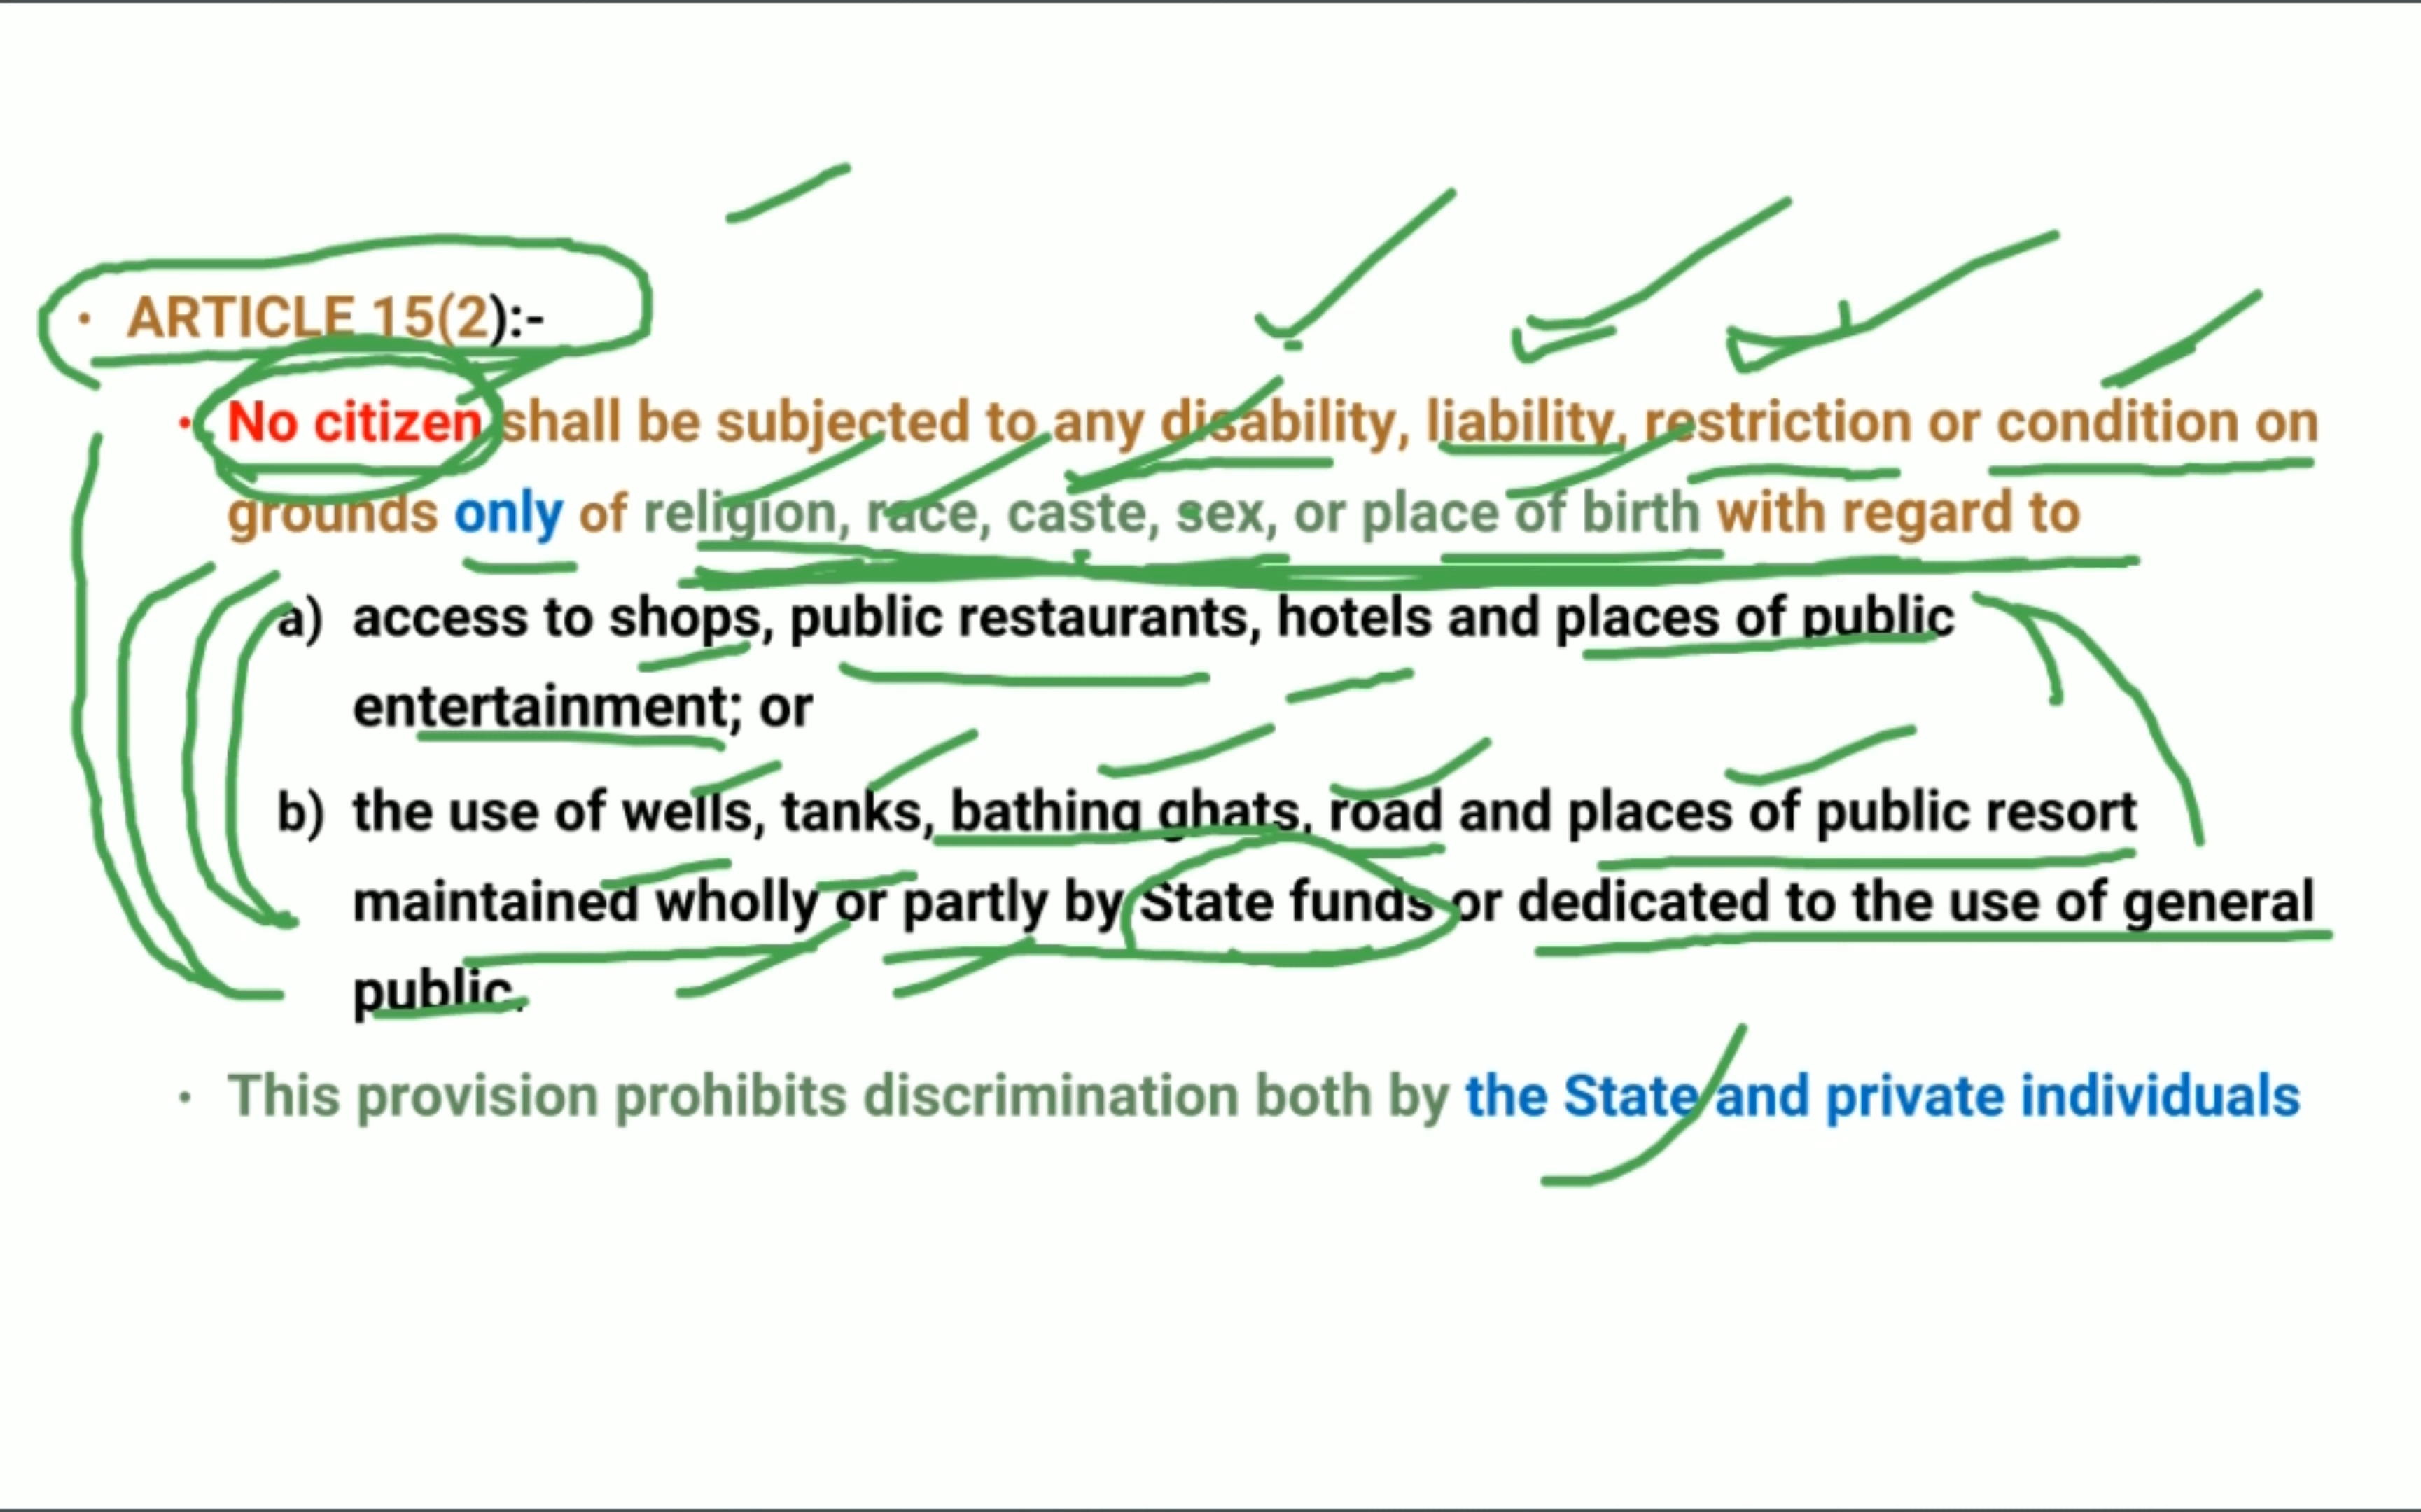 • ARTICLE 15(2):-
• No citizen shall be subjected to any disability, liability, restriction or condition on
grounds only of religion, race, caste, sex, or place of birth with regard to
a) access to shops, public restaurants, hotels and places of public
entertainment; or
b) the use of wells, tanks, bathing ghats, road and places of public resort
maintained wholly or partly by State funds or dedicated to the use of general
public.
• This provision prohibits discrimination both by the State and private individuals